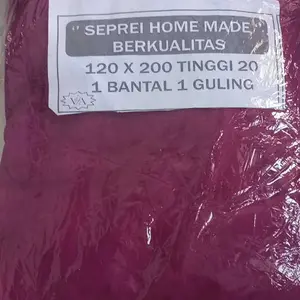 " SEPREI HOME MADE "
BERKUALITAS
120 X 200 TINGGI 20
1 BANTAL 1 GULING